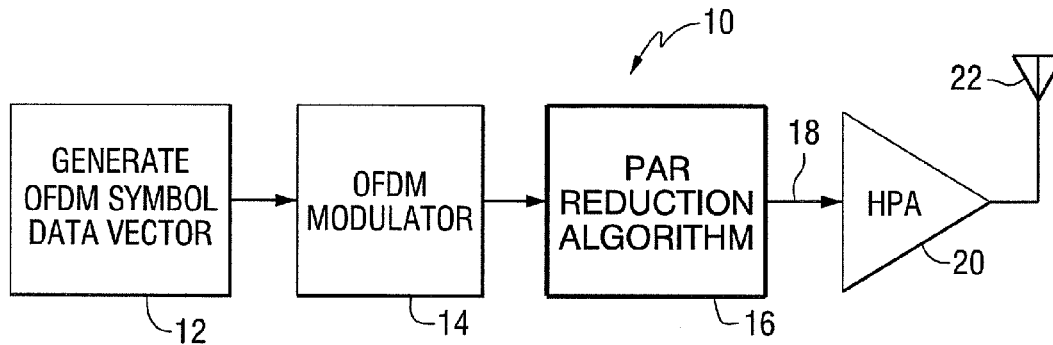 10
22
GENERATE
OFDM SYMBOL
DATA VECTOR
OFDM
MODULATOR
PAR
REDUCTION
ALGORITHM
18
HPA
20
12
14
16